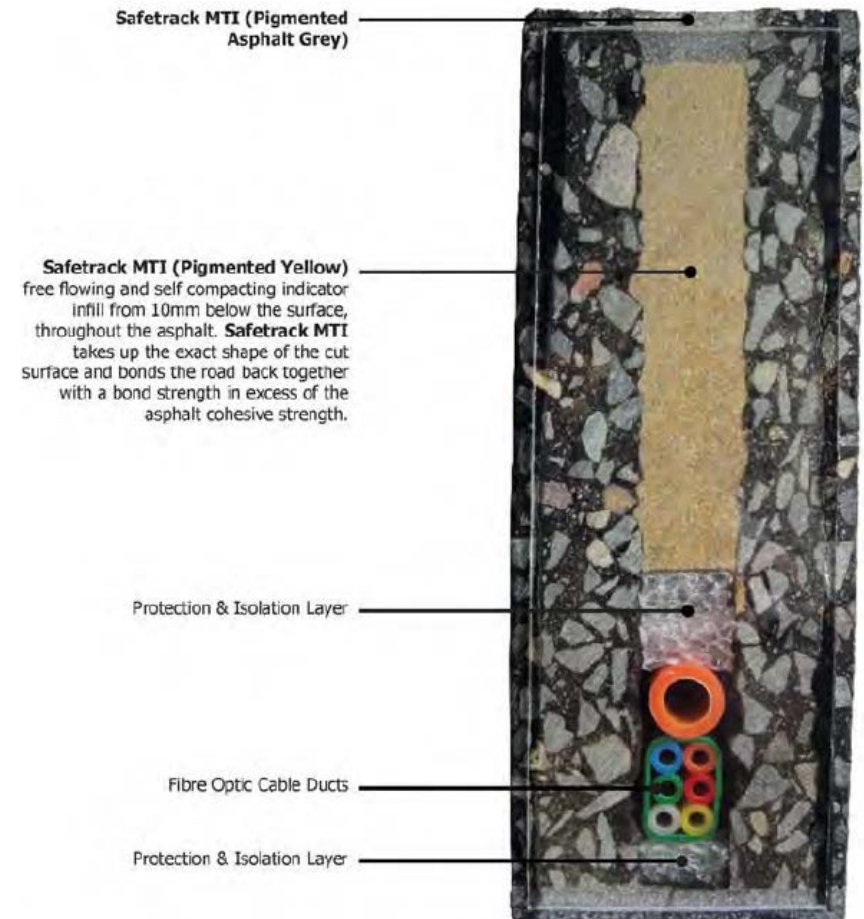 Safetrack MTI (Pigmented
Asphalt Grey)
Safetrack MTI (Pigmented Yellow)
free flowing and self compacting indicator
infill from 10mm below the surface,
throughout the asphalt. Safetrack MTI
takes up the exact shape of the cut
surface and bonds the road back together
with a bond strength in excess of the
asphalt cohesive strength.
Protection & Isolation Layer
Fibre Optic Cable Ducts
Protection & Isolation Layer